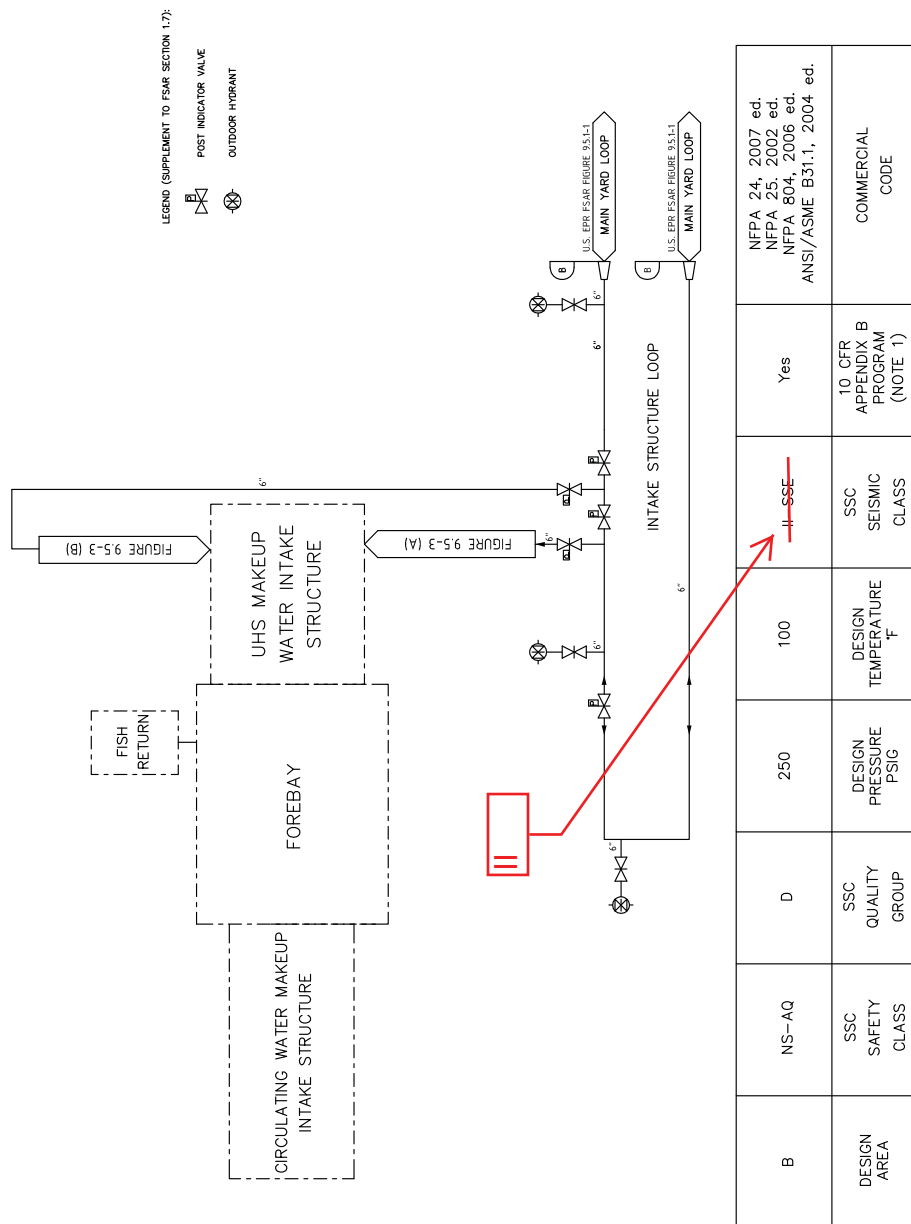 LEGEND (SUPPLEMENT TO FSAR SECTION 1.7):
POST INDICATOR VALVE
OUTDOOR HYDRANT
FISH
RETURN
CIRCULATING WATER MAKEUP
INTAKE STRUCTURE
FOREBAY
UHS MAKEUP
WATER INTAKE
STRUCTURE
FIGURE 9.5-3 (B)
FIGURE 9.5-3 (A)
6"
6"
6"
6"
6"
6"
6"
B
U.S. EPR FSAR FIGURE 9.5.1-1
MAIN YARD LOOP
B
U.S. EPR FSAR FIGURE 9.5.1-1
MAIN YARD LOOP
INTAKE STRUCTURE LOOP
II
B
NS-AQ
D
250
100
II-SSE
Yes
NFPA 24, 2007 ed.
NFPA 25. 2002 ed.
NFPA 804, 2006 ed.
ANSI/ASME B31.1, 2004 ed.
DESIGN
AREA
SSC
SAFETY
CLASS
SSC
QUALITY
GROUP
DESIGN
PRESSURE
PSIG
DESIGN
TEMPERATURE
°F
SSC
SEISMIC
CLASS
10 CFR
APPENDIX B
PROGRAM
(NOTE 1)
COMMERCIAL
CODE